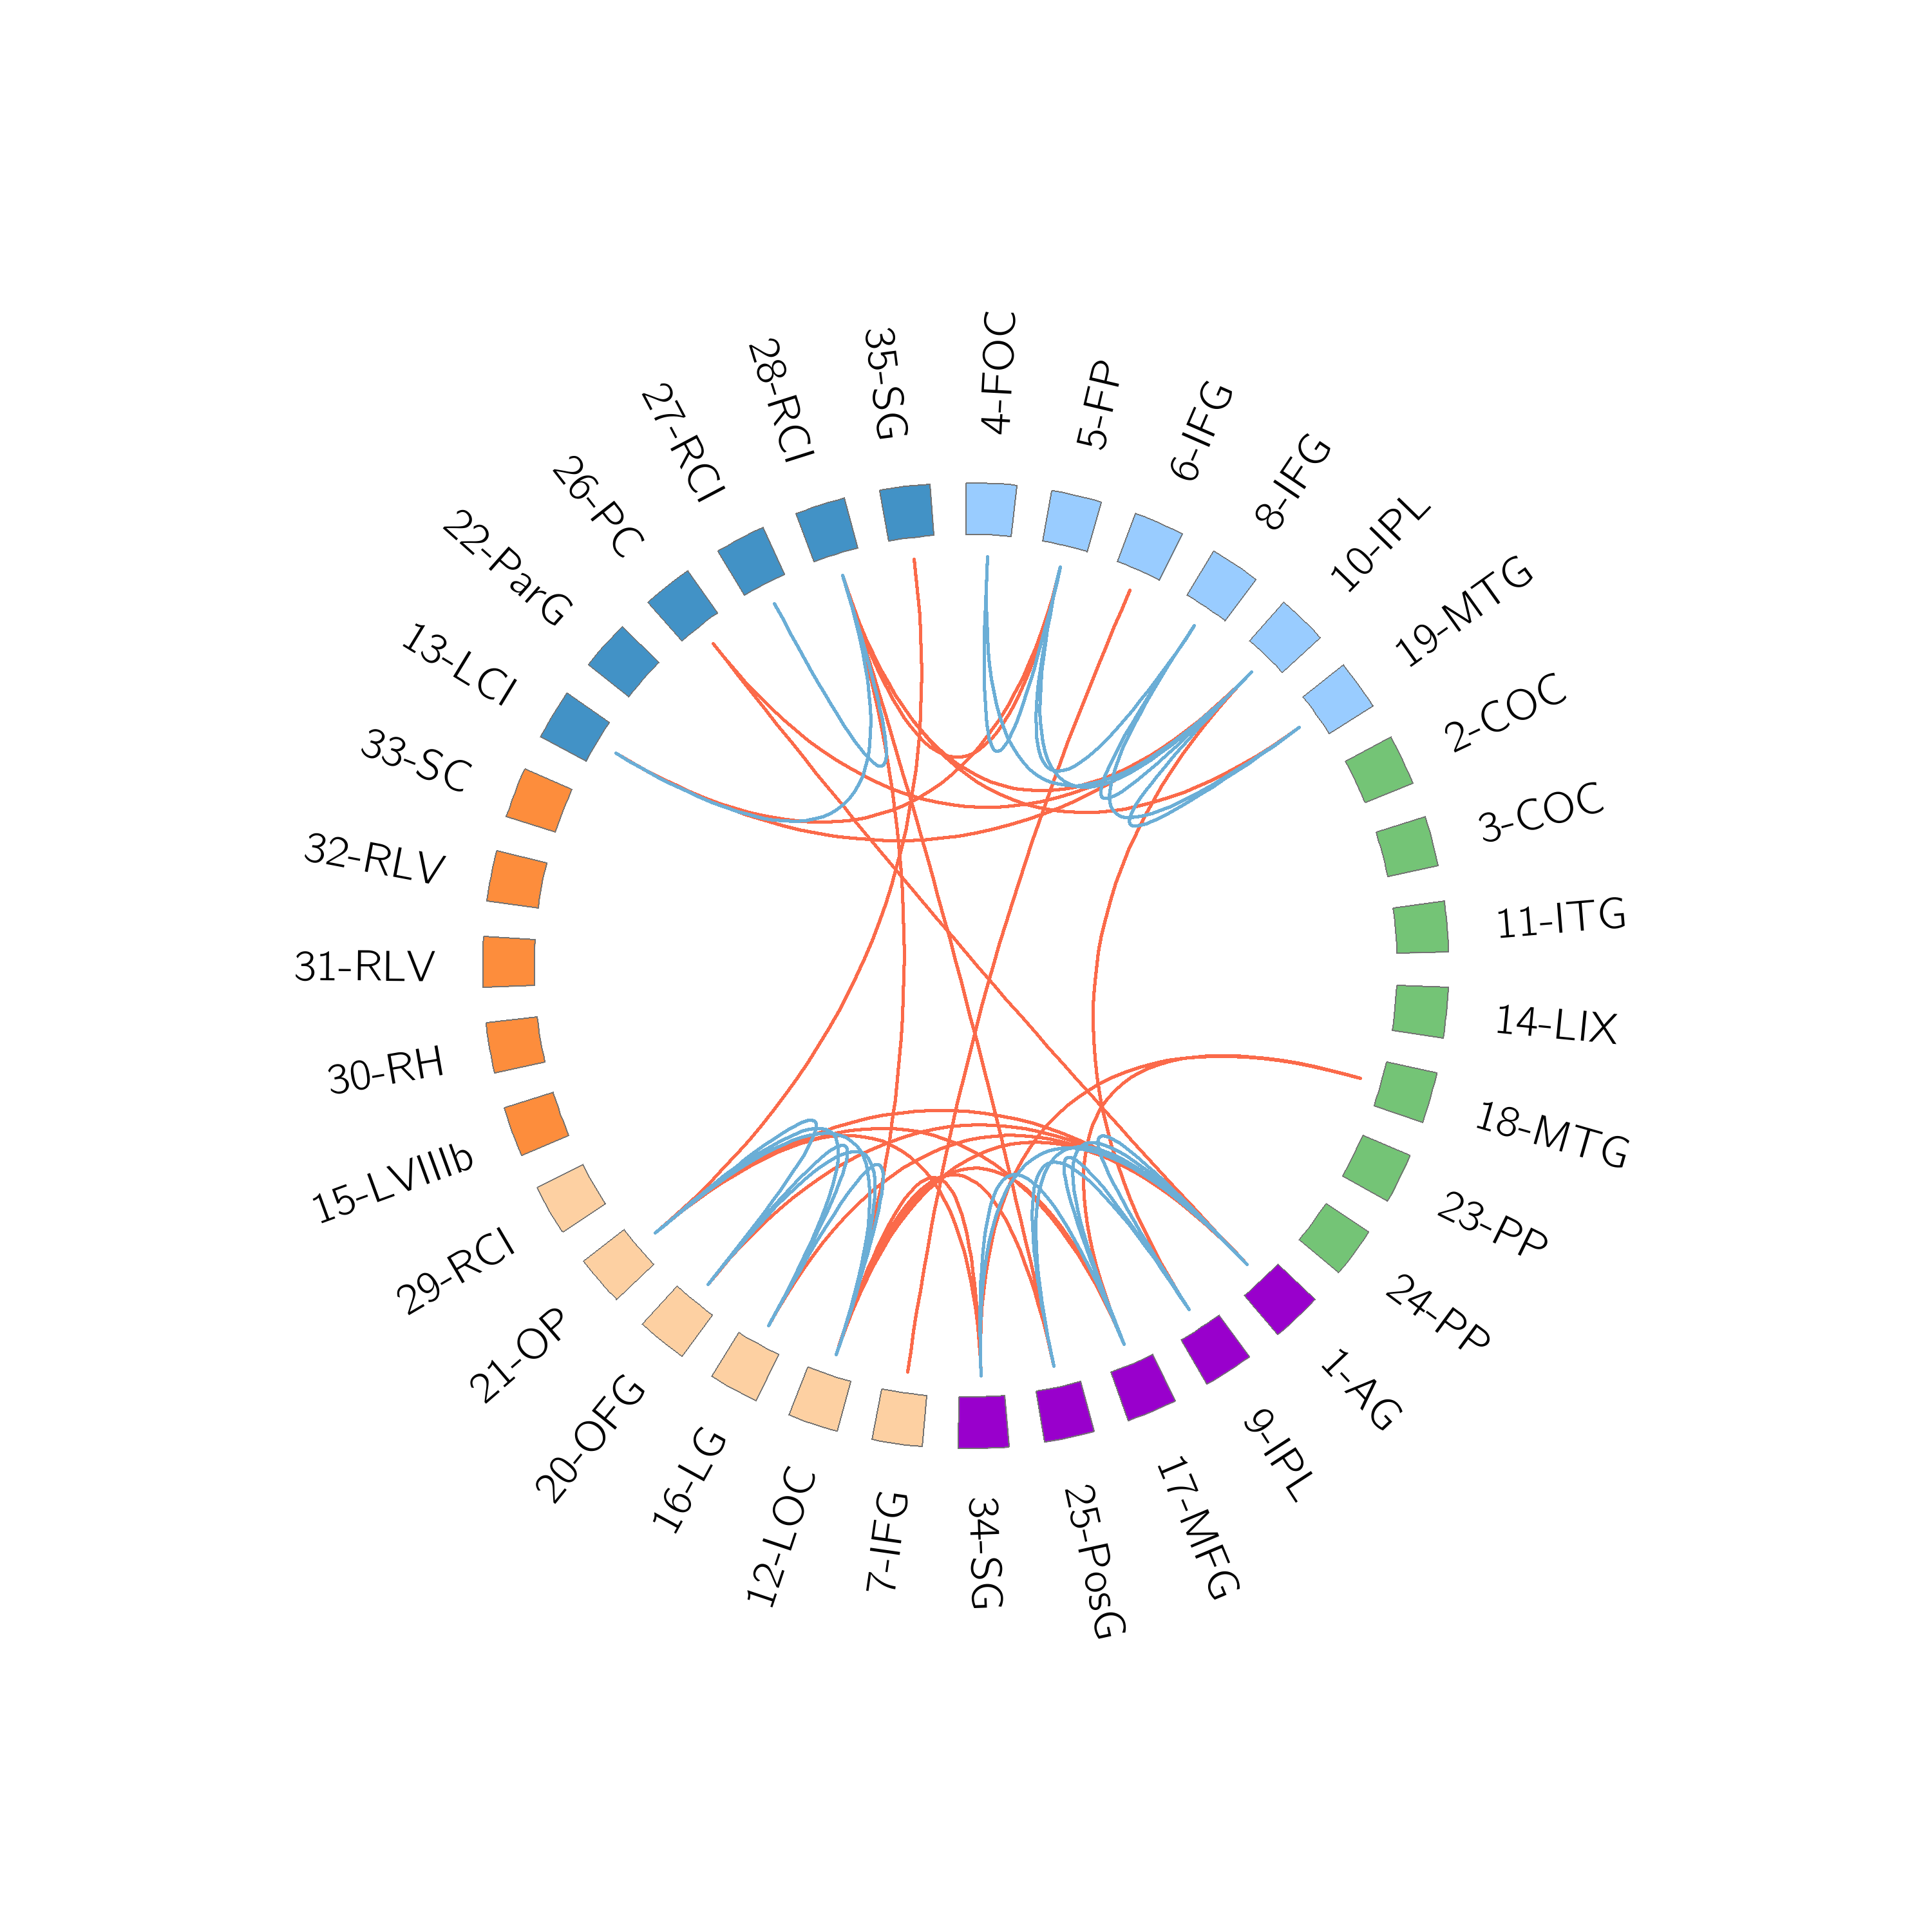 4-FOC
5-FP
6-IFG
8-IFG
10-IPL
19-MTG
2-COC
3-COC
11-ITG
14-LIX
18-MTG
23-PP
24-PP
1-AG
9-IPL
17-MFG
25-PosG
34-SG
7-IFG
12-LOC
16-LG
20-OFG
21-OP
29-RCI
15-LVIIIb
30-RH
31-RLV
32-RLV
33-SC
13-LCI
22-ParG
26-PC
27-RCI
28-RCI
35-SG